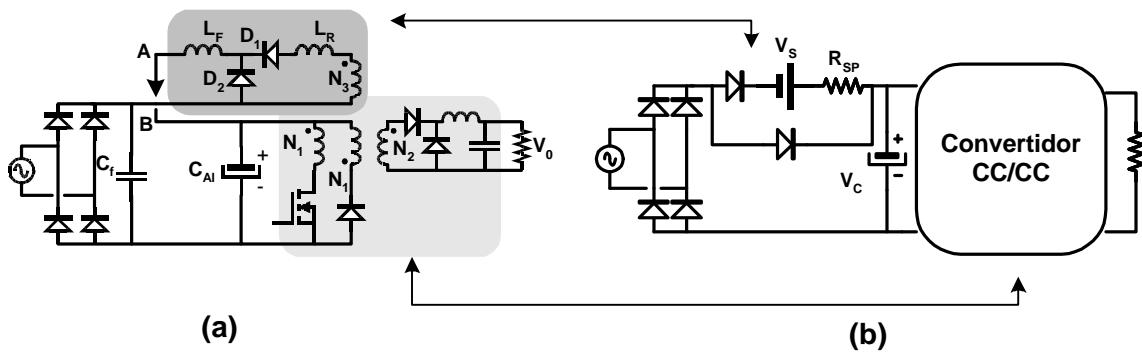 L_F
D_1
L_R
A
D_2
N_3
B
C_f
C_Al
+
-
N_1
N_1
N_2
V_0
(a)
V_S
R_SP
+
-
V_C
Convertidor
CC/CC
(b)